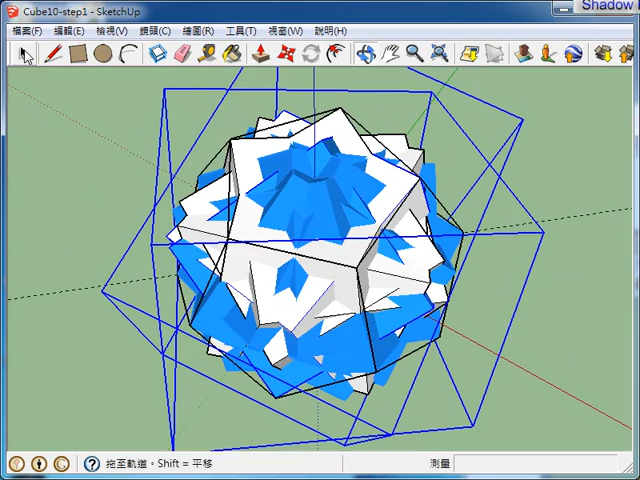 Cube10-step1 - SketchUp
Shadow
檔案(F) 編輯(E) 檢視(V) 鏡頭(C) 繪圖(R) 工具(T) 視窗(W) 說明(H)
拖至軌道。Shift = 平移
測量